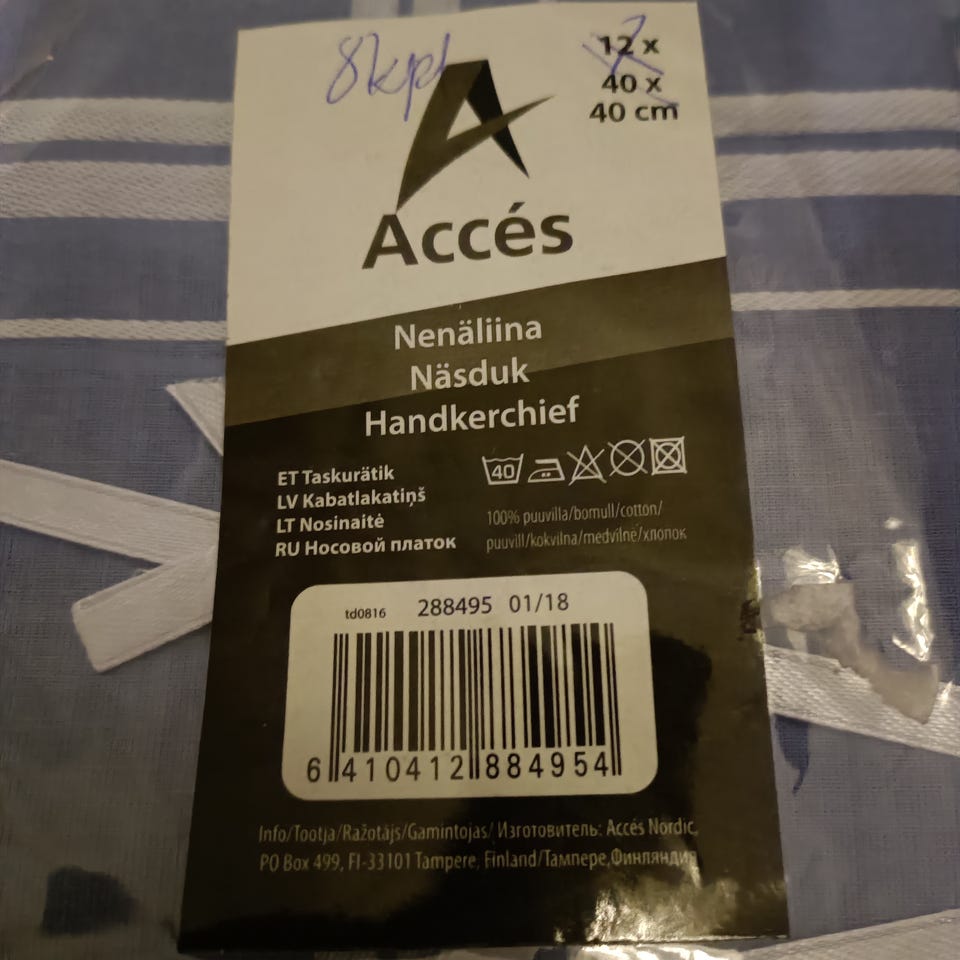 8 kpl
12 x
40 x
40 cm
Accés
Nenäliina
Näsduk
Handkerchief
40
ET Taskurätik
LV Kabatlakatiņš
LT Nosinaitė
RU Носовой платок
100% puuvilla/bomull/cotton/
puuvill/kokvilna/medvilnė/хлопок
td0816 288495 01/18
6 410412 884954
Info/Tootja/Ražotājs/Gamintojas/ Изготовитель: Accés Nordic,
PO Box 499, FI-33101 Tampere, Finland/Тампере,Финляндия